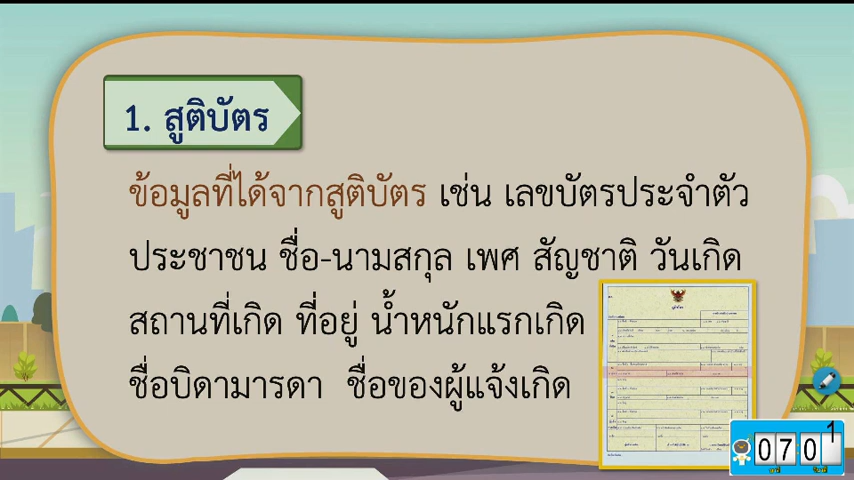 1. สูติบัตร
ข้อมูลที่ได้จากสูติบัตร เช่น เลขบัตรประจำตัว
ประชาชน ชื่อ-นามสกุล เพศ สัญชาติ วันเกิด
สถานที่เกิด ที่อยู่ น้ำหนักแรกเกิด
ชื่อบิดามารดา ชื่อของผู้แจ้งเกิด
0701